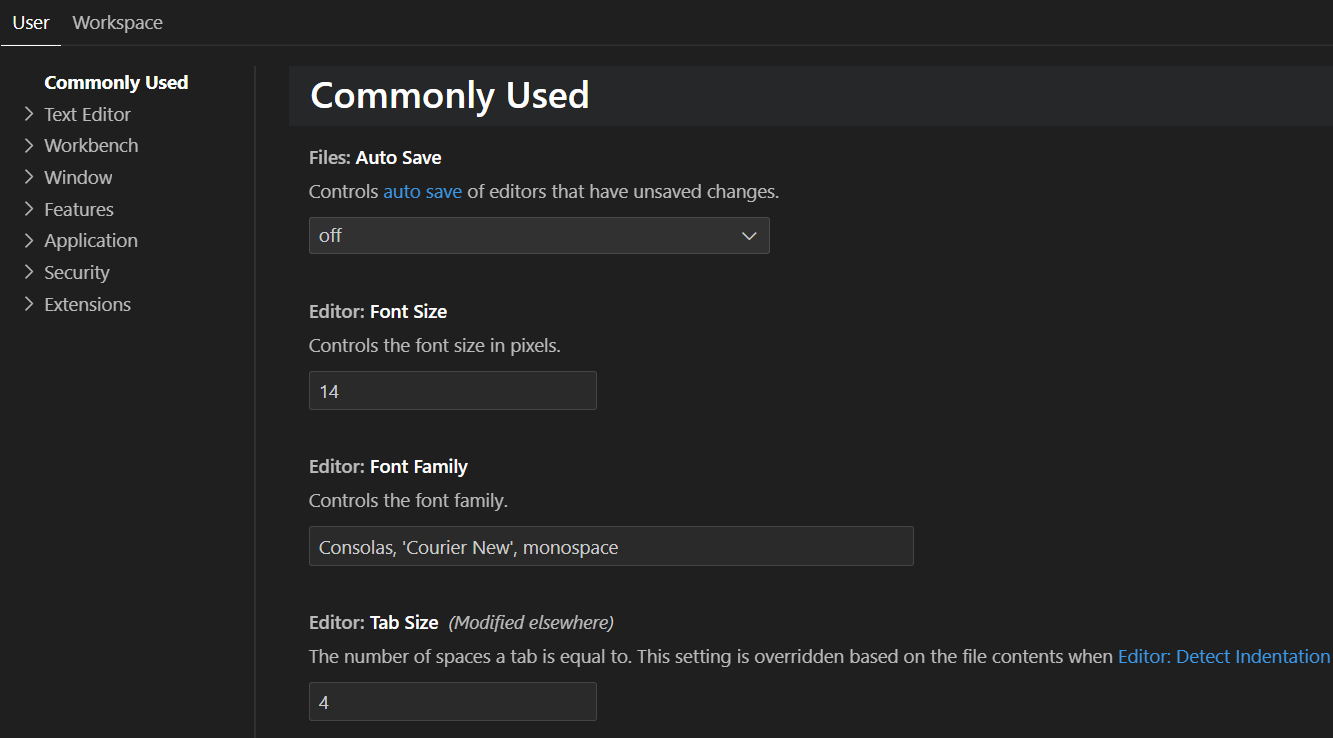 User Workspace
Commonly Used
Text Editor
Workbench
Window
Features
Application
Security
Extensions
Commonly Used
Files: Auto Save
Controls auto save of editors that have unsaved changes.
off
Editor: Font Size
Controls the font size in pixels.
14
Editor: Font Family
Controls the font family.
Consolas, 'Courier New', monospace
Editor: Tab Size (Modified elsewhere)
The number of spaces a tab is equal to. This setting is overridden based on the file contents when Editor: Detect Indentation
4